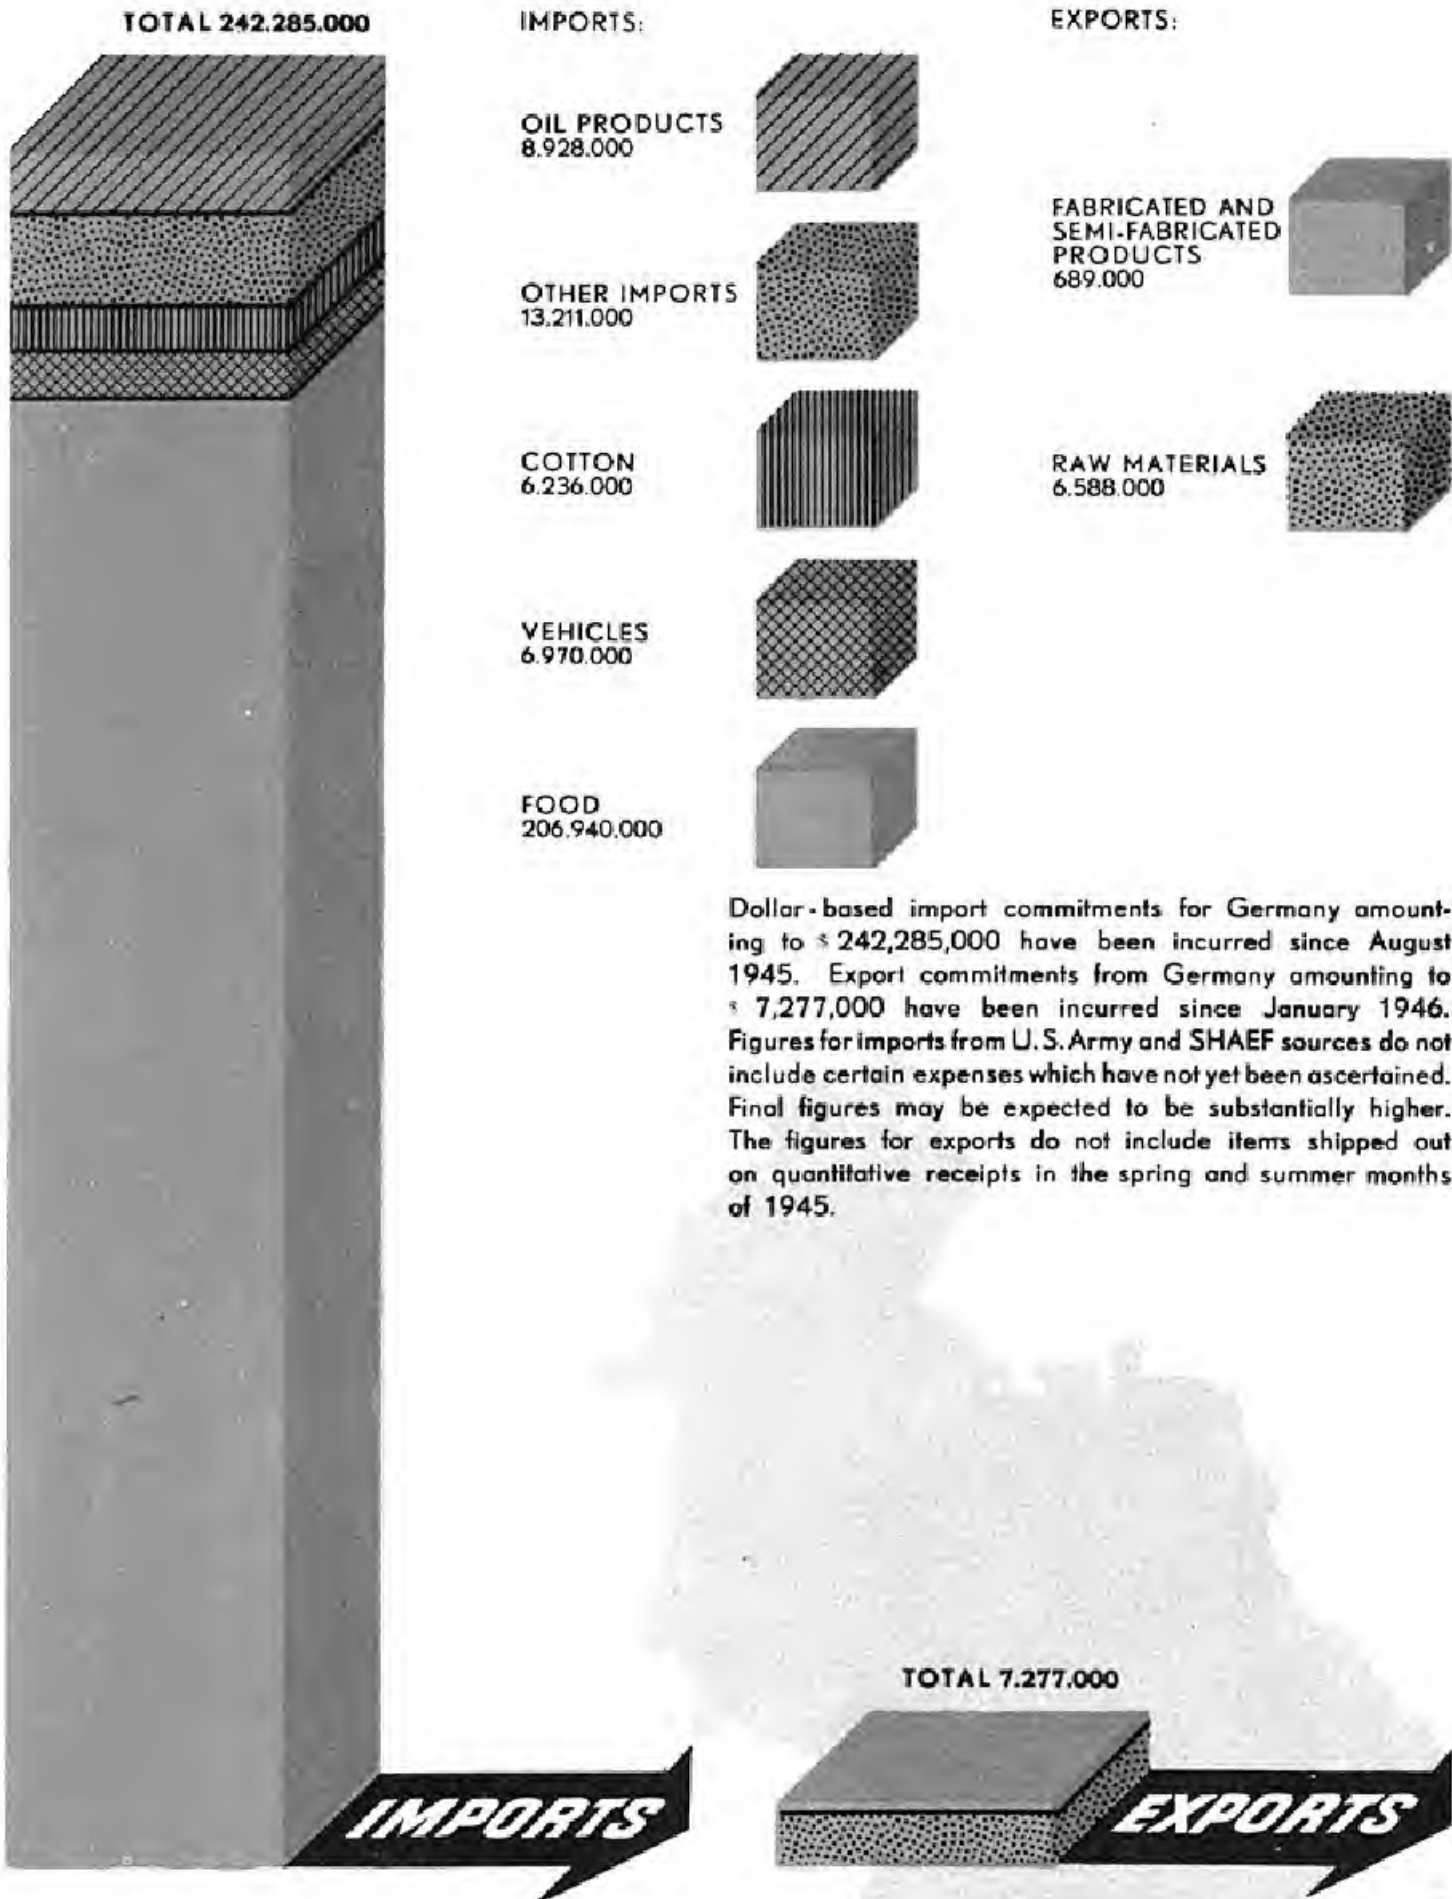 TOTAL 242.285.000
IMPORTS:
OIL PRODUCTS
8.928.000
OTHER IMPORTS
13.211.000
COTTON
6.236.000
VEHICLES
6.970.000
FOOD
206.940.000
EXPORTS:
FABRICATED AND
SEMI-FABRICATED
PRODUCTS
689.000
RAW MATERIALS
6.588.000
Dollar-based import commitments for Germany amount-
ing to $ 242,285,000 have been incurred since August
1945. Export commitments from Germany amounting to
$ 7,277,000 have been incurred since January 1946.
Figures for imports from U.S. Army and SHAEF sources do not
include certain expenses which have not yet been ascertained.
Final figures may be expected to be substantially higher.
The figures for exports do not include items shipped out
on quantitative receipts in the spring and summer months
of 1945.
TOTAL 7.277.000
IMPORTS
EXPORTS